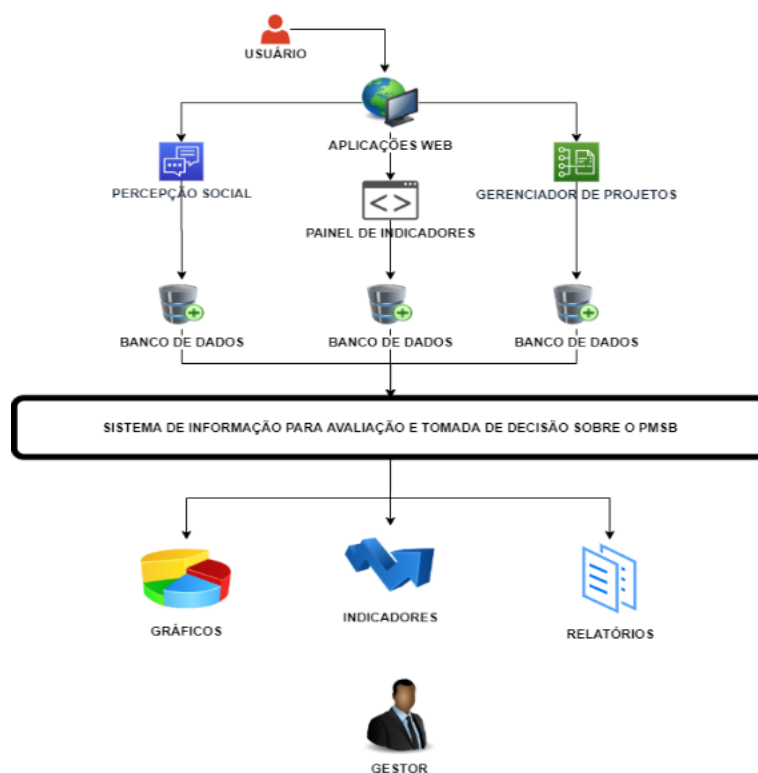 USUÁRIO
APLICAÇÕES WEB
PERCEPÇÃO SOCIAL
GERENCIADOR DE PROJETOS
PAINEL DE INDICADORES
BANCO DE DADOS
BANCO DE DADOS
BANCO DE DADOS
SISTEMA DE INFORMAÇÃO PARA AVALIAÇÃO E TOMADA DE DECISÃO SOBRE O PMSB
GRÁFICOS
INDICADORES
RELATÓRIOS
GESTOR